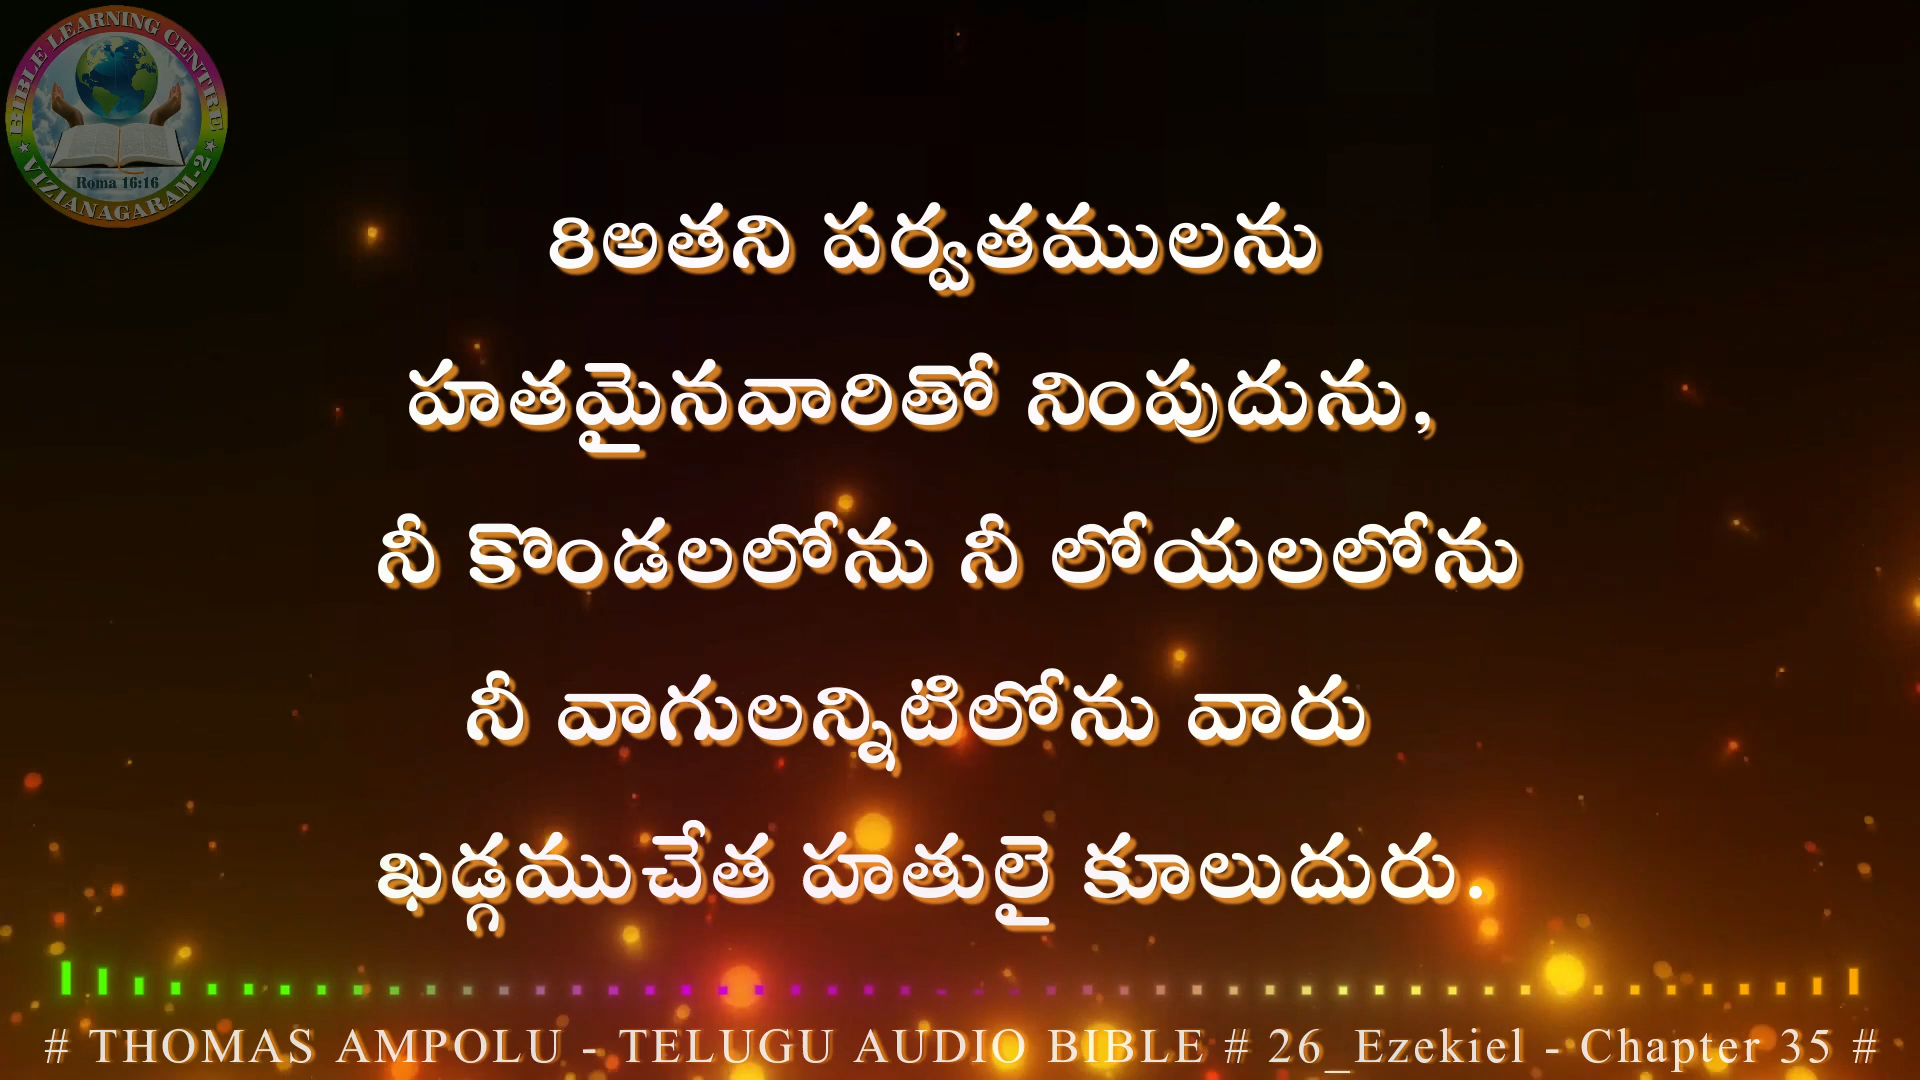 BIBLE LEARNING CENTRE
Roma 16:16
★ VIZIANAGARAM-2 ★
8అతని పర్వతములను
హతమైనవారితో నింపుదును,
నీ కొండలలోను నీ లోయలలోను
నీ వాగులన్నిటిలోను వారు
ఖడ్గముచేత హతులై కూలుదురు.
# THOMAS AMPOLU - TELUGU AUDIO BIBLE # 26_Ezekiel - Chapter 35 #